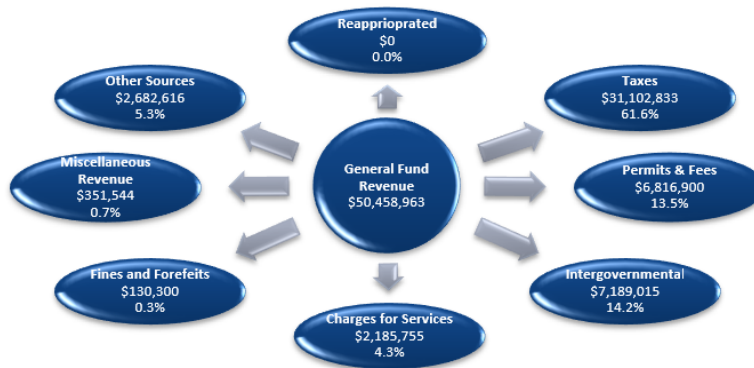 Reapprioprated
$0
0.0%
Other Sources
$2,682,616
5.3%
Taxes
$31,102,833
61.6%
Miscellaneous
Revenue
$351,544
0.7%
General Fund
Revenue
$50,458,963
Permits & Fees
$6,816,900
13.5%
Fines and Forefeits
$130,300
0.3%
Intergovernmental
$7,189,015
14.2%
Charges for Services
$2,185,755
4.3%